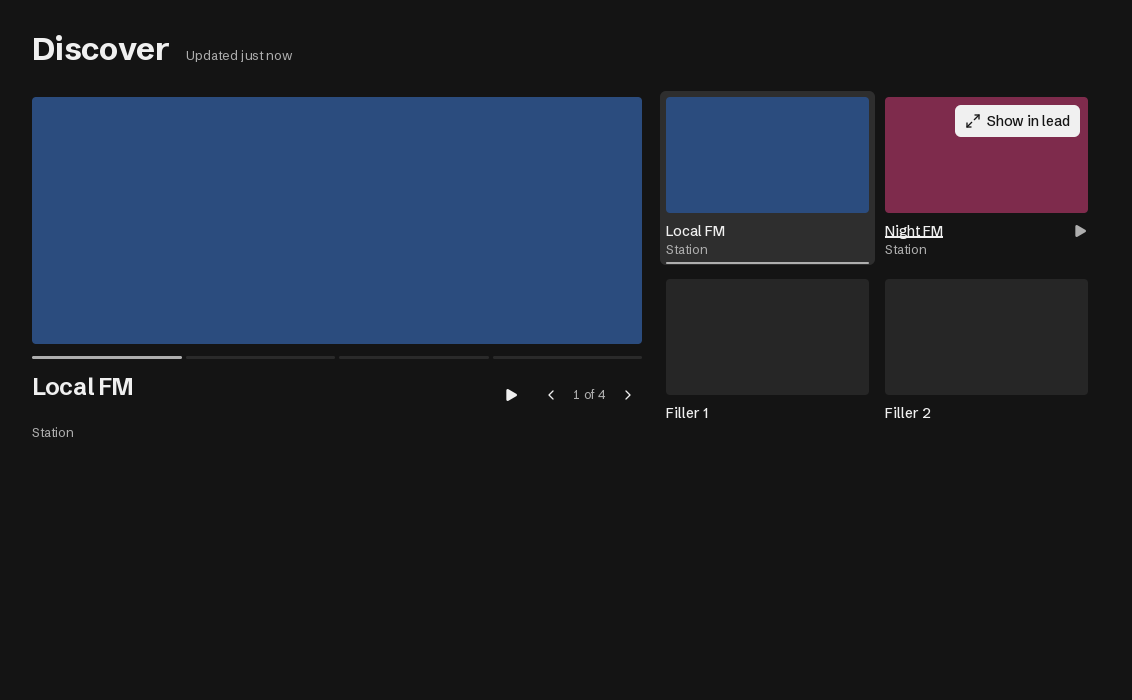 Discover
Updated just now
Local FM
1 of 4
Station
Local FM
Station
Show in lead
Night FM
Station
Filler 1
Filler 2